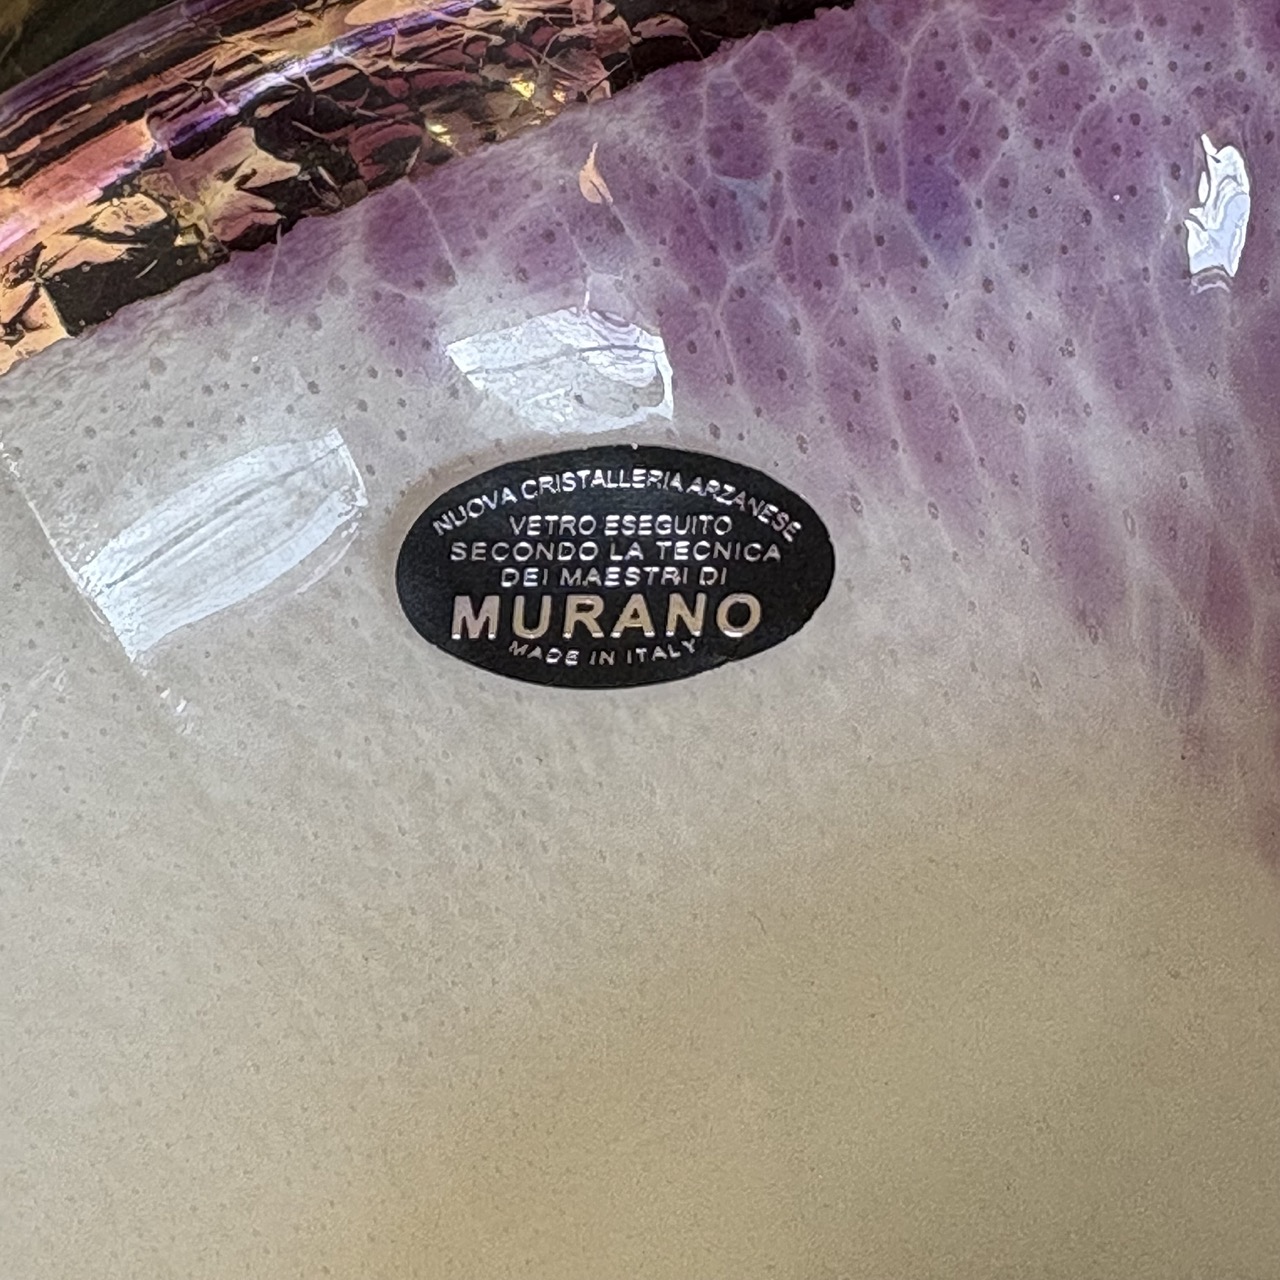 NUOVA CRISTALLERIA ARZANESE
VETRO ESEGUITO
SECONDO LA TECNICA
DEI MAESTRI DI
MURANO
MADE IN ITALY